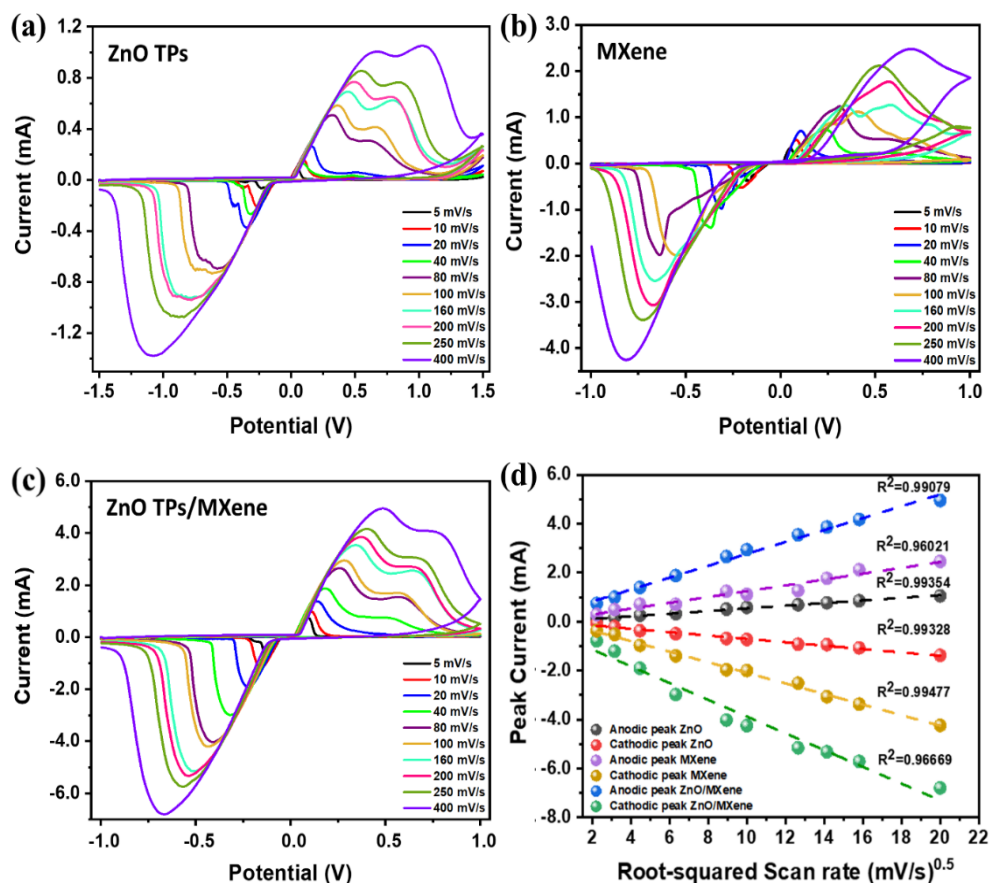 (a)
ZnO TPs
Current (mA)
1.2
0.8
0.4
0.0
-0.4
-0.8
-1.2
-1.5
-1.0
-0.5
0.0
0.5
1.0
1.5
Potential (V)
5 mV/s
10 mV/s
20 mV/s
40 mV/s
80 mV/s
100 mV/s
160 mV/s
200 mV/s
250 mV/s
400 mV/s
(b)
MXene
Current (mA)
3.0
2.0
1.0
0.0
-1.0
-2.0
-3.0
-4.0
-1.0
-0.5
0.0
0.5
1.0
Potential (V)
5 mV/s
10 mV/s
20 mV/s
40 mV/s
80 mV/s
100 mV/s
160 mV/s
200 mV/s
250 mV/s
400 mV/s
(c)
ZnO TPs/MXene
Current (mA)
6.0
4.0
2.0
0.0
-2.0
-4.0
-6.0
-1.0
-0.5
0.0
0.5
1.0
Potential (V)
5 mV/s
10 mV/s
20 mV/s
40 mV/s
80 mV/s
100 mV/s
160 mV/s
200 mV/s
250 mV/s
400 mV/s
(d)
Peak Current (mA)
6.0
4.0
2.0
0.0
-2.0
-4.0
-6.0
-8.0
R²=0.99079
R²=0.96021
R²=0.99354
R²=0.99328
R²=0.99477
R²=0.96669
Anodic peak ZnO
Cathodic peak ZnO
Anodic peak MXene
Cathodic peak MXene
Anodic peak ZnO/MXene
Cathodic peak ZnO/MXene
2
4
6
8
10
12
14
16
18
20
22
Root-squared Scan rate (mV/s)⁰·⁵